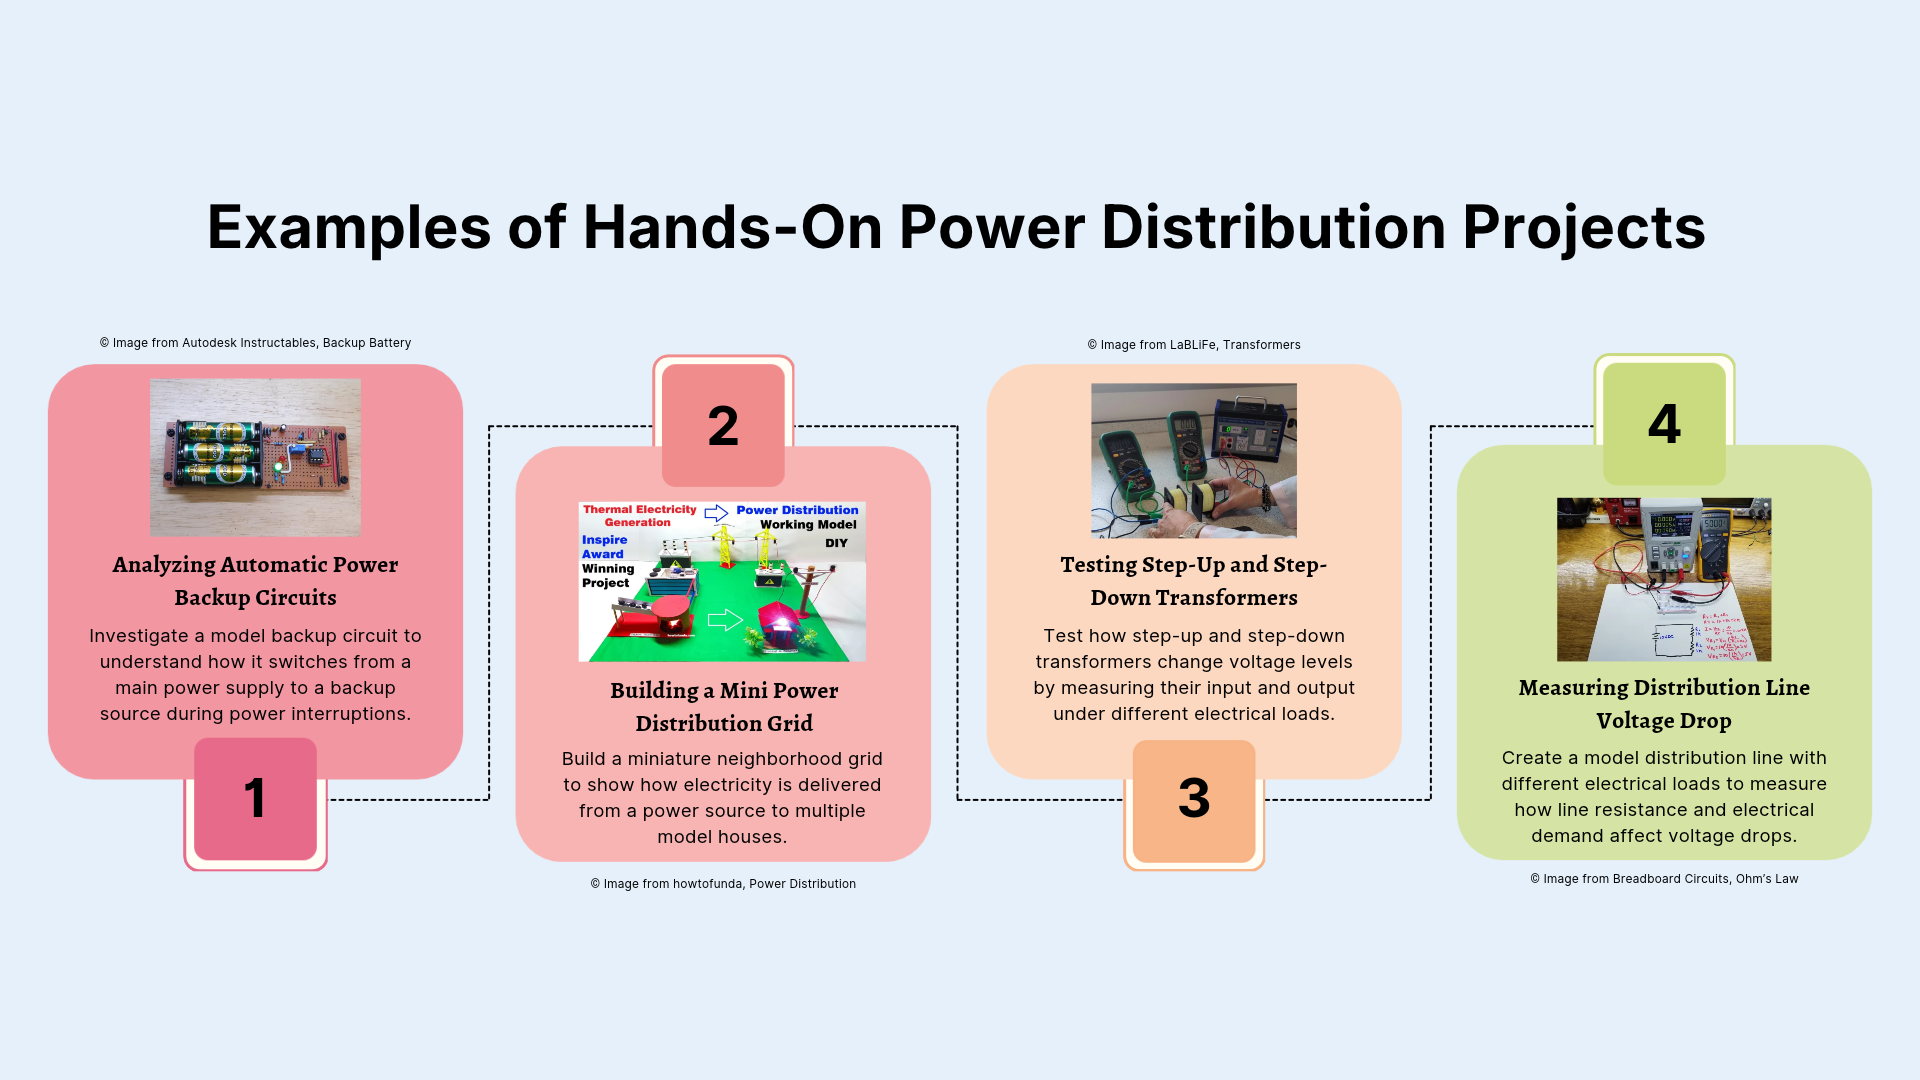 Examples of Hands-On Power Distribution Projects
© Image from Autodesk Instructables, Backup Battery
Analyzing Automatic Power
Backup Circuits
Investigate a model backup circuit to
understand how it switches from a
main power supply to a backup
source during power interruptions.
1
2
Thermal Electricity
Generation
Power Distribution
Working Model
DIY
Inspire
Award
Winning
Project
Building a Mini Power
Distribution Grid
Build a miniature neighborhood grid
to show how electricity is delivered
from a power source to multiple
model houses.
© Image from howtofunda, Power Distribution
© Image from LaBLiFe, Transformers
Testing Step-Up and Step-
Down Transformers
Test how step-up and step-down
transformers change voltage levels
by measuring their input and output
under different electrical loads.
3
4
Measuring Distribution Line
Voltage Drop
Create a model distribution line with
different electrical loads to measure
how line resistance and electrical
demand affect voltage drops.
© Image from Breadboard Circuits, Ohm's Law